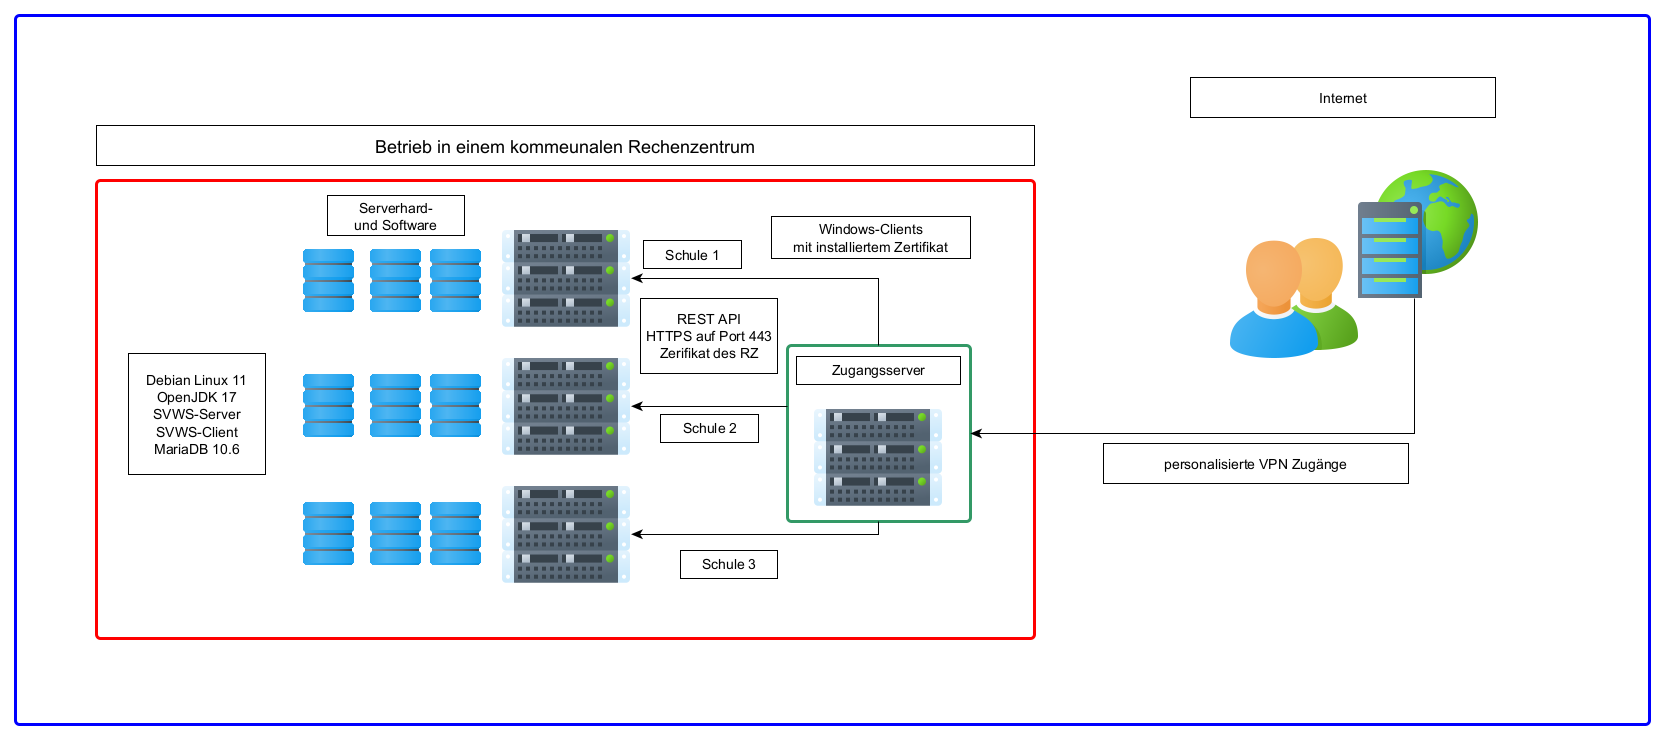 Internet
Betrieb in einem kommeunalen Rechenzentrum
Serverhard-
und Software
Windows-Clients
mit installiertem Zertifikat
Schule 1
REST API
HTTPS auf Port 443
Zerifikat des RZ
Zugangsserver
Debian Linux 11
OpenJDK 17
SVWS-Server
SVWS-Client
MariaDB 10.6
Schule 2
personalisierte VPN Zugänge
Schule 3